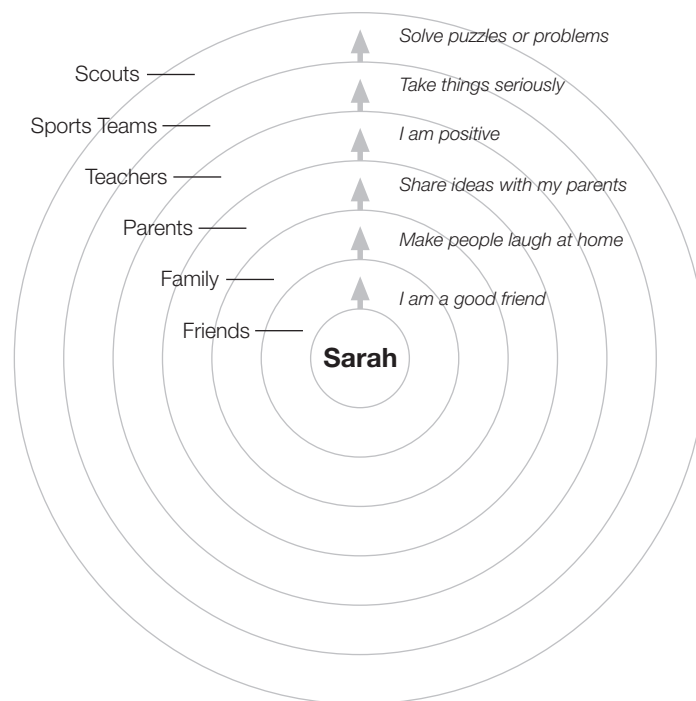 Solve puzzles or problems
Scouts
Take things seriously
Sports Teams
I am positive
Teachers
Share ideas with my parents
Parents
Make people laugh at home
Family
I am a good friend
Friends
Sarah